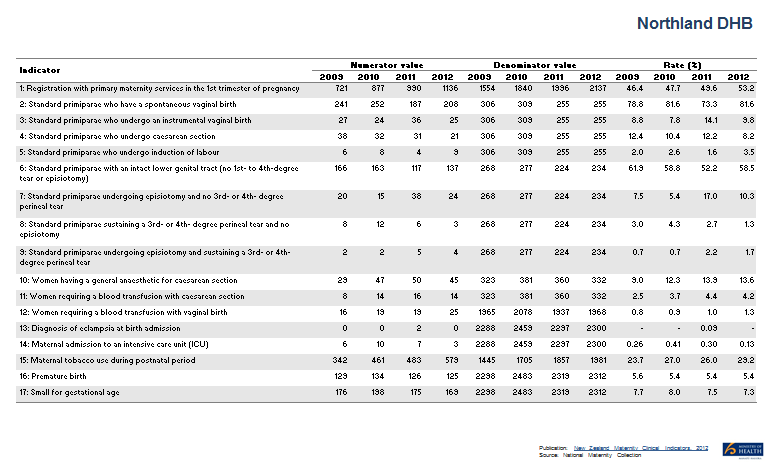 Northland DHB
Indicator Numerator value Denominator value Rate (%)
2009 2010 2011 2012 2009 2010 2011 2012 2009 2010 2011 2012
1: Registration with primary maternity services in the 1st trimester of pregnancy 721 877 990 1136 1554 1840 1996 2137 46.4 47.7 49.6 53.2
2: Standard primiparae who have a spontaneous vaginal birth 241 252 187 208 306 309 255 255 78.8 81.6 73.3 81.6
3: Standard primiparae who undergo an instrumental vaginal birth 27 24 36 25 306 309 255 255 8.8 7.8 14.1 9.8
4: Standard primiparae who undergo caesarean section 38 32 31 21 306 309 255 255 12.4 10.4 12.2 8.2
5: Standard primiparae who undergo induction of labour 6 8 4 9 306 309 255 255 2.0 2.6 1.6 3.5
6: Standard primiparae with an intact lower genital tract (no 1st- to 4th-degree 166 163 117 137 268 277 224 234 61.9 58.8 52.2 58.5
tear or episiotomy)
7: Standard primiparae undergoing episiotomy and no 3rd- or 4th- degree 20 15 38 24 268 277 224 234 7.5 5.4 17.0 10.3
perineal tear
8: Standard primiparae sustaining a 3rd- or 4th- degree perineal tear and no 8 12 6 3 268 277 224 234 3.0 4.3 2.7 1.3
episiotomy
9: Standard primiparae undergoing episiotomy and sustaining a 3rd- or 4th- 2 2 5 4 268 277 224 234 0.7 0.7 2.2 1.7
degree perineal tear
10: Women having a general anaesthetic for caesarean section 29 47 50 45 323 381 360 332 9.0 12.3 13.9 13.6
11: Women requiring a blood transfusion with caesarean section 8 14 16 14 323 381 360 332 2.5 3.7 4.4 4.2
12: Women requiring a blood transfusion with vaginal birth 16 19 19 25 1965 2078 1937 1968 0.8 0.9 1.0 1.3
13: Diagnosis of eclampsia at birth admission 0 0 2 0 2288 2459 2297 2300 - - 0.09 -
14: Maternal admission to an intensive care unit (ICU) 6 10 7 3 2288 2459 2297 2300 0.26 0.41 0.30 0.13
15: Maternal tobacco use during postnatal period 342 461 483 579 1445 1705 1857 1981 23.7 27.0 26.0 29.2
16: Premature birth 129 134 126 125 2298 2483 2319 2312 5.6 5.4 5.4 5.4
17: Small for gestational age 176 198 175 169 2298 2483 2319 2312 7.7 8.0 7.5 7.3
Publication: New Zealand Maternity Clinical Indicators 2012
Source: National Maternity Collection
MINISTRY OF
HEALTH